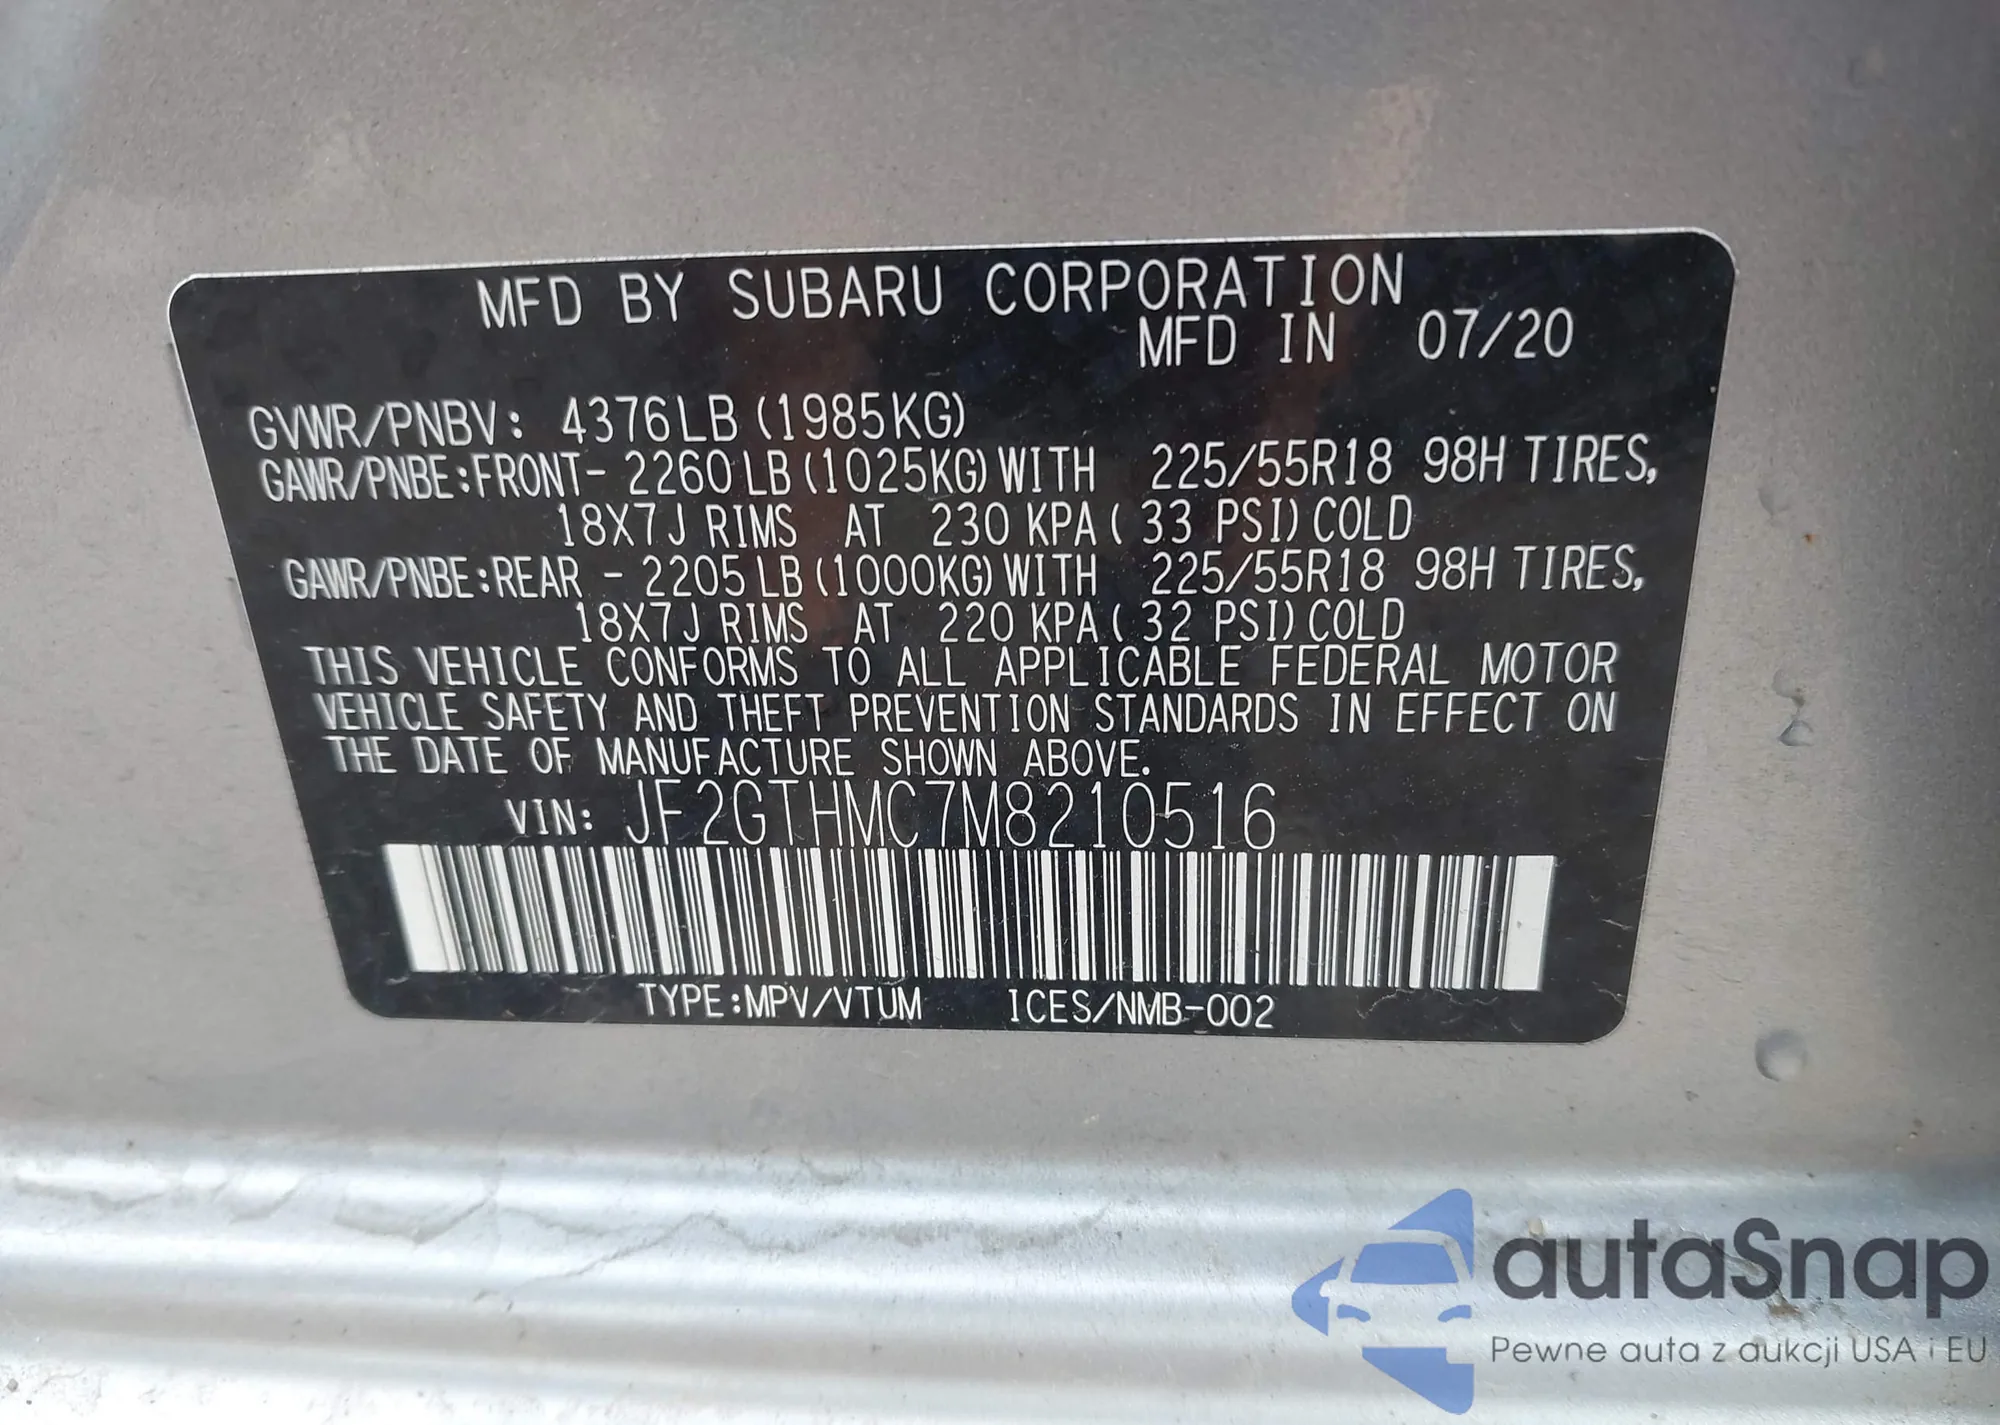 MFD BY SUBARU CORPORATION
MFD IN 07/20
GVWR/PNBV: 4376LB (1985KG)
GAWR/PNBE:FRONT- 2260LB (1025KG) WITH 225/55R18 98H TIRES,
18X7J RIMS AT 230 KPA ( 33 PSI) COLD
GAWR/PNBE:REAR - 2205LB (1000KG) WITH 225/55R18 98H TIRES,
18X7J RIMS AT 220 KPA ( 32 PSI) COLD
THIS VEHICLE CONFORMS TO ALL APPLICABLE FEDERAL MOTOR
VEHICLE SAFETY AND THEFT PREVENTION STANDARDS IN EFFECT ON
THE DATE OF MANUFACTURE SHOWN ABOVE.
VIN: JF2GTHMC7M8210516
TYPE:MPV/VTUM ICES/NMB-002
autaSnap
Pewne auta z aukcji USA i EU